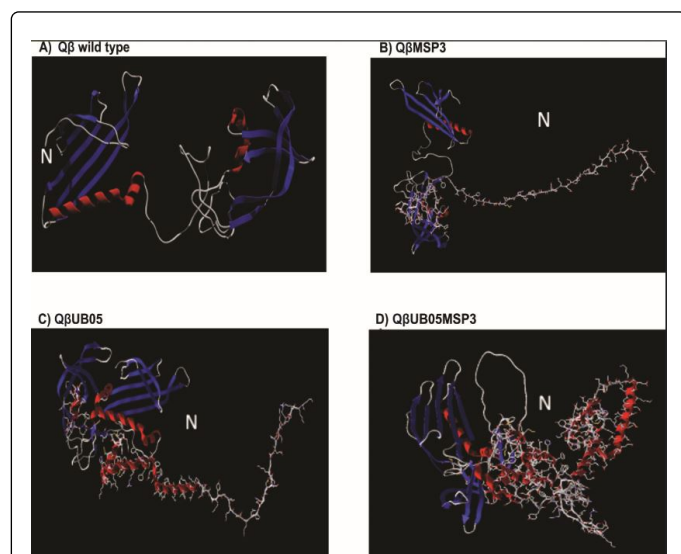 A) Qβ wild type
B) QβMSP3
N
N
C) QβUB05
D) QβUB05MSP3
N
N